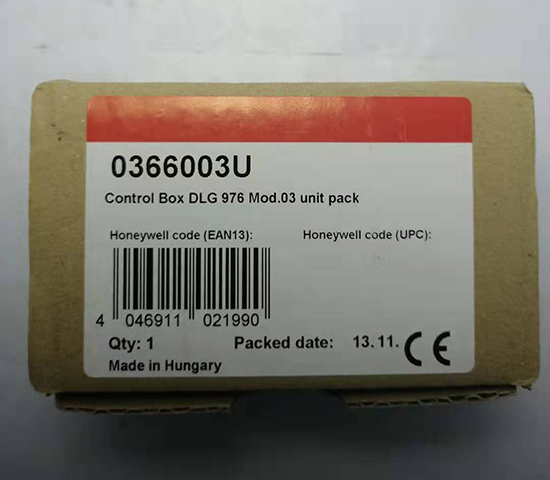 0366003U
Control Box DLG 976 Mod.03 unit pack
Honeywell code (EAN13): Honeywell code (UPC):
4 046911 021990
Qty: 1 Packed date: 13.11. CE
Made in Hungary